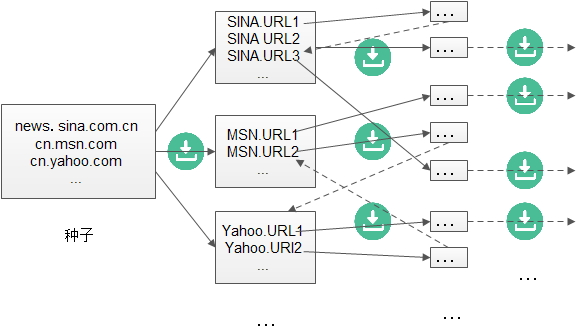 SINA.URL1
SINA URL2
SINA.URL3
...
news. sina.com.cn
cn.msn.com
cn.yahoo.com
...
种子
MSN.URL1
MSN.URL2
...
Yahoo.URL1
Yahoo.URl2
...
...
...
...
...
...
...
...
...
...
...
...